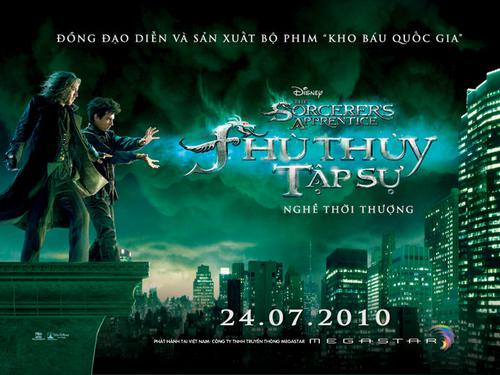 ĐỒNG ĐẠO DIỄN VÀ SẢN XUẤT BỘ PHIM "KHO BÁU QUỐC GIA"
Disney
THE
SORCERER'S
APPRENTICE
PHÙ THỦY
TẬP SỰ
NGHỀ THỜI THƯỢNG
24.07.2010
PHÁT HÀNH TẠI VIỆT NAM: CÔNG TY TNHH TRUYỀN THÔNG MEGASTAR
MEGASTAR